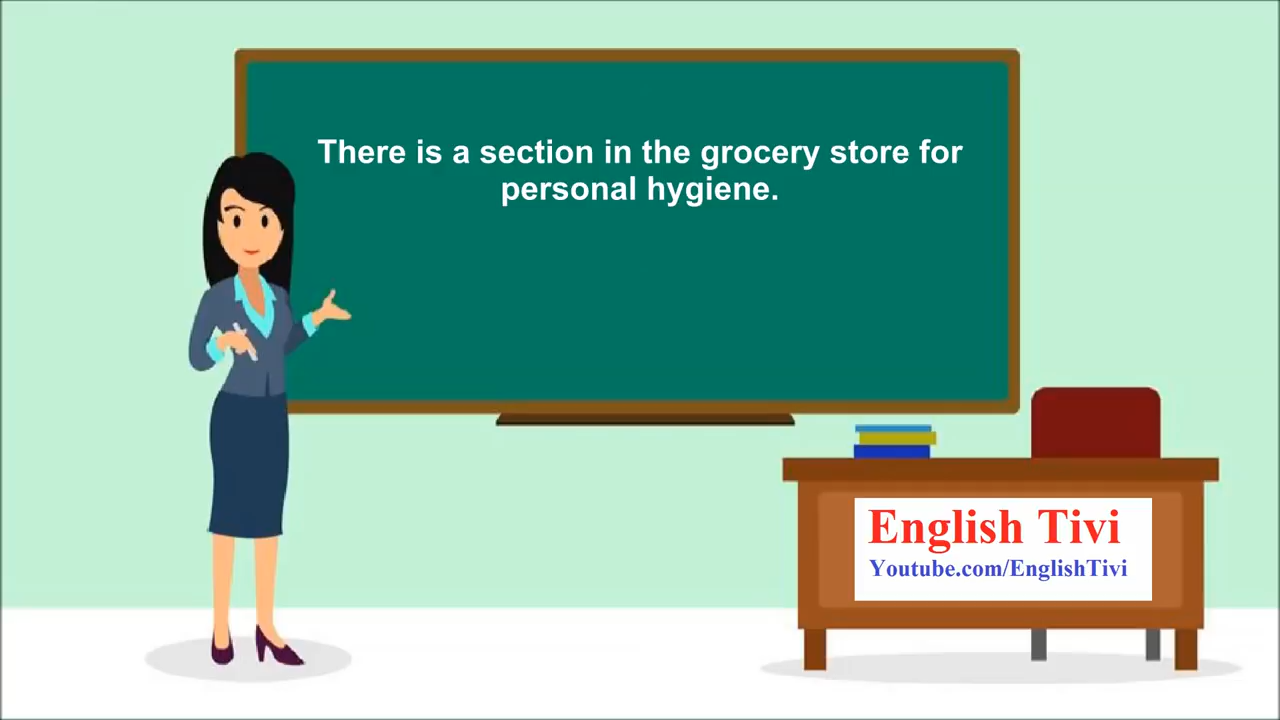 There is a section in the grocery store for
personal hygiene.
English Tivi
Youtube.com/EnglishTivi